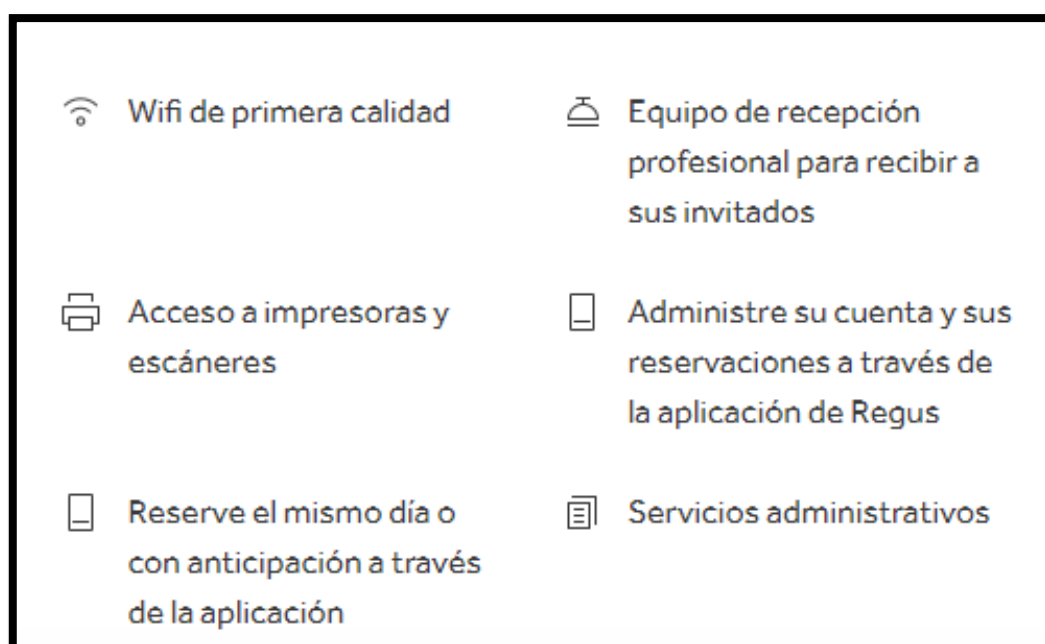 Wifi de primera calidad
Equipo de recepción
profesional para recibir a
sus invitados
Acceso a impresoras y
escáneres
Administre su cuenta y sus
reservaciones a través de
la aplicación de Regus
Reserve el mismo día o
con anticipación a través
de la aplicación
Servicios administrativos